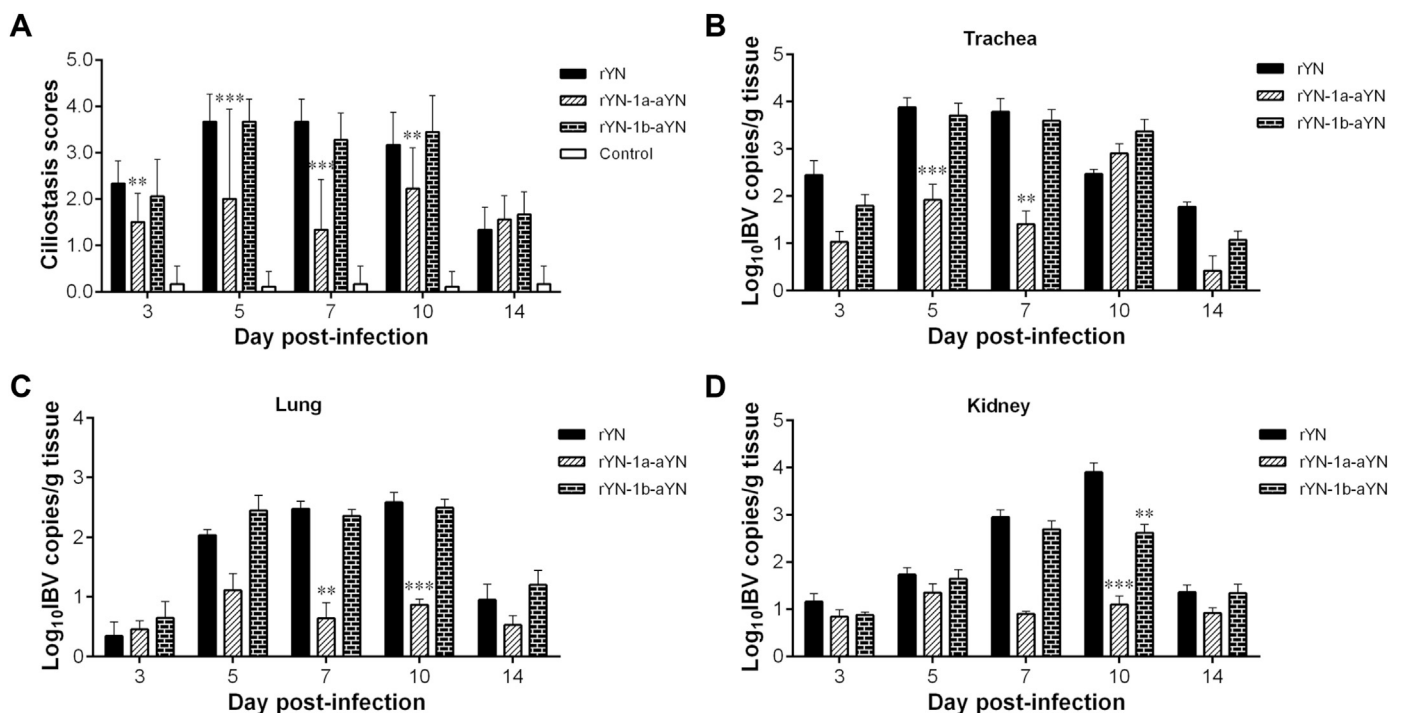 A
Ciliostasis scores
5.0
4.0
3.0
2.0
1.0
0.0
** *** *** **
3 5 7 10 14
Day post-infection
rYN
rYN-1a-aYN
rYN-1b-aYN
Control
B
Trachea
Log10IBV copies/g tissue
5
4
3
2
1
0
*** **
3 5 7 10 14
Day post-infection
rYN
rYN-1a-aYN
rYN-1b-aYN
C
Lung
Log10IBV copies/g tissue
4
3
2
1
0
** ***
3 5 7 10 14
Day post-infection
rYN
rYN-1a-aYN
rYN-1b-aYN
D
Kidney
Log10IBV copies/g tissue
5
4
3
2
1
0
*** **
3 5 7 10 14
Day post-infection
rYN
rYN-1a-aYN
rYN-1b-aYN